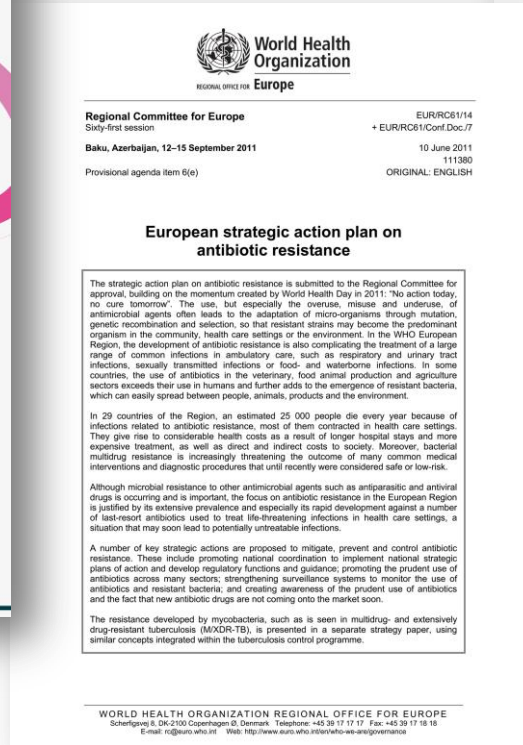 World Health
Organization
REGIONAL OFFICE FOR Europe
Regional Committee for Europe
Sixty-first session
EUR/RC61/14
+ EUR/RC61/Conf.Doc./7
Baku, Azerbaijan, 12–15 September 2011
10 June 2011
111380
Provisional agenda item 6(e)
ORIGINAL: ENGLISH
European strategic action plan on
antibiotic resistance
The strategic action plan on antibiotic resistance is submitted to the Regional Committee for
approval, building on the momentum created by World Health Day in 2011: "No action today,
no cure tomorrow". The use, but especially the overuse, misuse and underuse, of
antimicrobial agents often leads to the adaptation of micro-organisms through mutation,
genetic recombination and selection, so that resistant strains may become the predominant
organism in the community, health care settings or the environment. In the WHO European
Region, the development of antibiotic resistance is also complicating the treatment of a large
range of common infections in ambulatory care, such as respiratory and urinary tract
infections, sexually transmitted infections or food- and waterborne infections. In some
countries, the use of antibiotics in the veterinary, food animal production and agriculture
sectors exceeds their use in humans and further adds to the emergence of resistant bacteria,
which can easily spread between people, animals, products and the environment.
In 29 countries of the Region, an estimated 25 000 people die every year because of
infections related to antibiotic resistance, most of them contracted in health care settings.
They give rise to considerable health costs as a result of longer hospital stays and more
expensive treatment, as well as direct and indirect costs to society. Moreover, bacterial
multidrug resistance is increasingly threatening the outcome of many common medical
interventions and diagnostic procedures that until recently were considered safe or low-risk.
Although microbial resistance to other antimicrobial agents such as antiparasitic and antiviral
drugs is occurring and is important, the focus on antibiotic resistance in the European Region
is justified by its extensive prevalence and especially its rapid development against a number
of last-resort antibiotics used to treat life-threatening infections in health care settings, a
situation that may soon lead to potentially untreatable infections.
A number of key strategic actions are proposed to mitigate, prevent and control antibiotic
resistance. These include promoting national coordination to implement national strategic
plans of action and develop regulatory functions and guidance; promoting the prudent use of
antibiotics across many sectors; strengthening surveillance systems to monitor the use of
antibiotics and resistant bacteria; and creating awareness of the prudent use of antibiotics
and the fact that new antibiotic drugs are not coming onto the market soon.
The resistance developed by mycobacteria, such as is seen in multidrug- and extensively
drug-resistant tuberculosis (M/XDR-TB), is presented in a separate strategy paper, using
similar concepts integrated within the tuberculosis control programme.
WORLD HEALTH ORGANIZATION REGIONAL OFFICE FOR EUROPE
Scherfigsvej 8, DK-2100 Copenhagen Ø, Denmark Telephone: +45 39 17 17 17 Fax: +45 39 17 18 18
E-mail: rc@euro.who.int Web: http://www.euro.who.int/en/who-we-are/governance